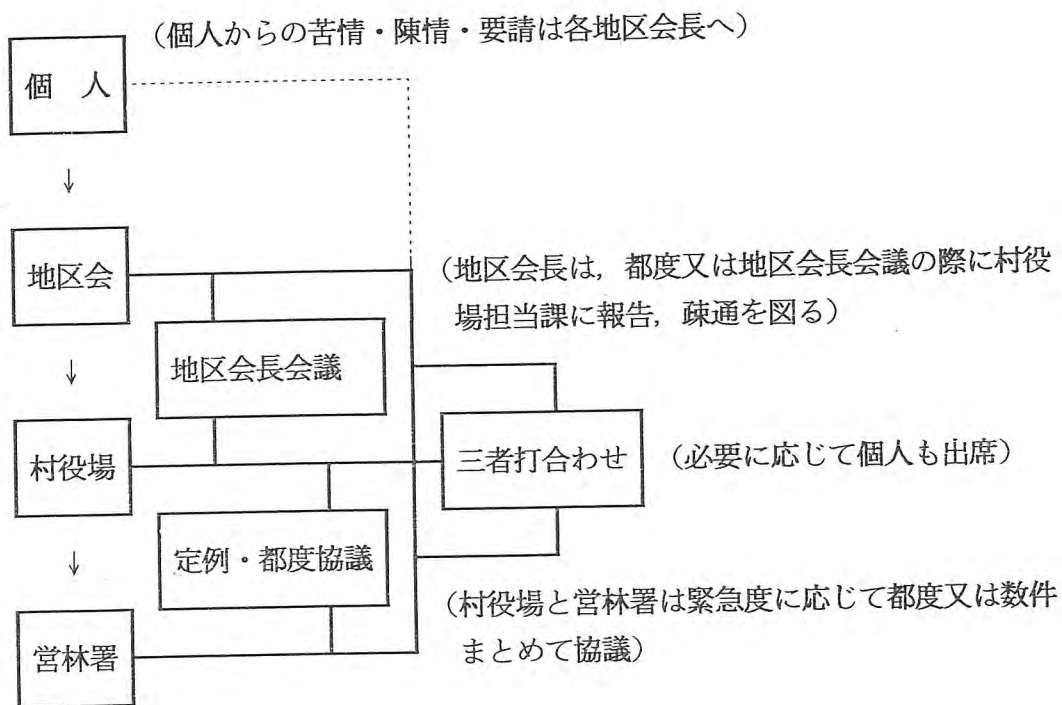 （個人からの苦情・陳情・要請は各地区会長へ）
個　人
↓
地区会
（地区会長は，都度又は地区会長会議の際に村役
場担当課に報告，疎通を図る）
地区会長会議
↓
村役場
三者打合わせ
（必要に応じて個人も出席）
定例・都度協議
↓
（村役場と営林署は緊急度に応じて都度又は数件
まとめて協議）
営林署